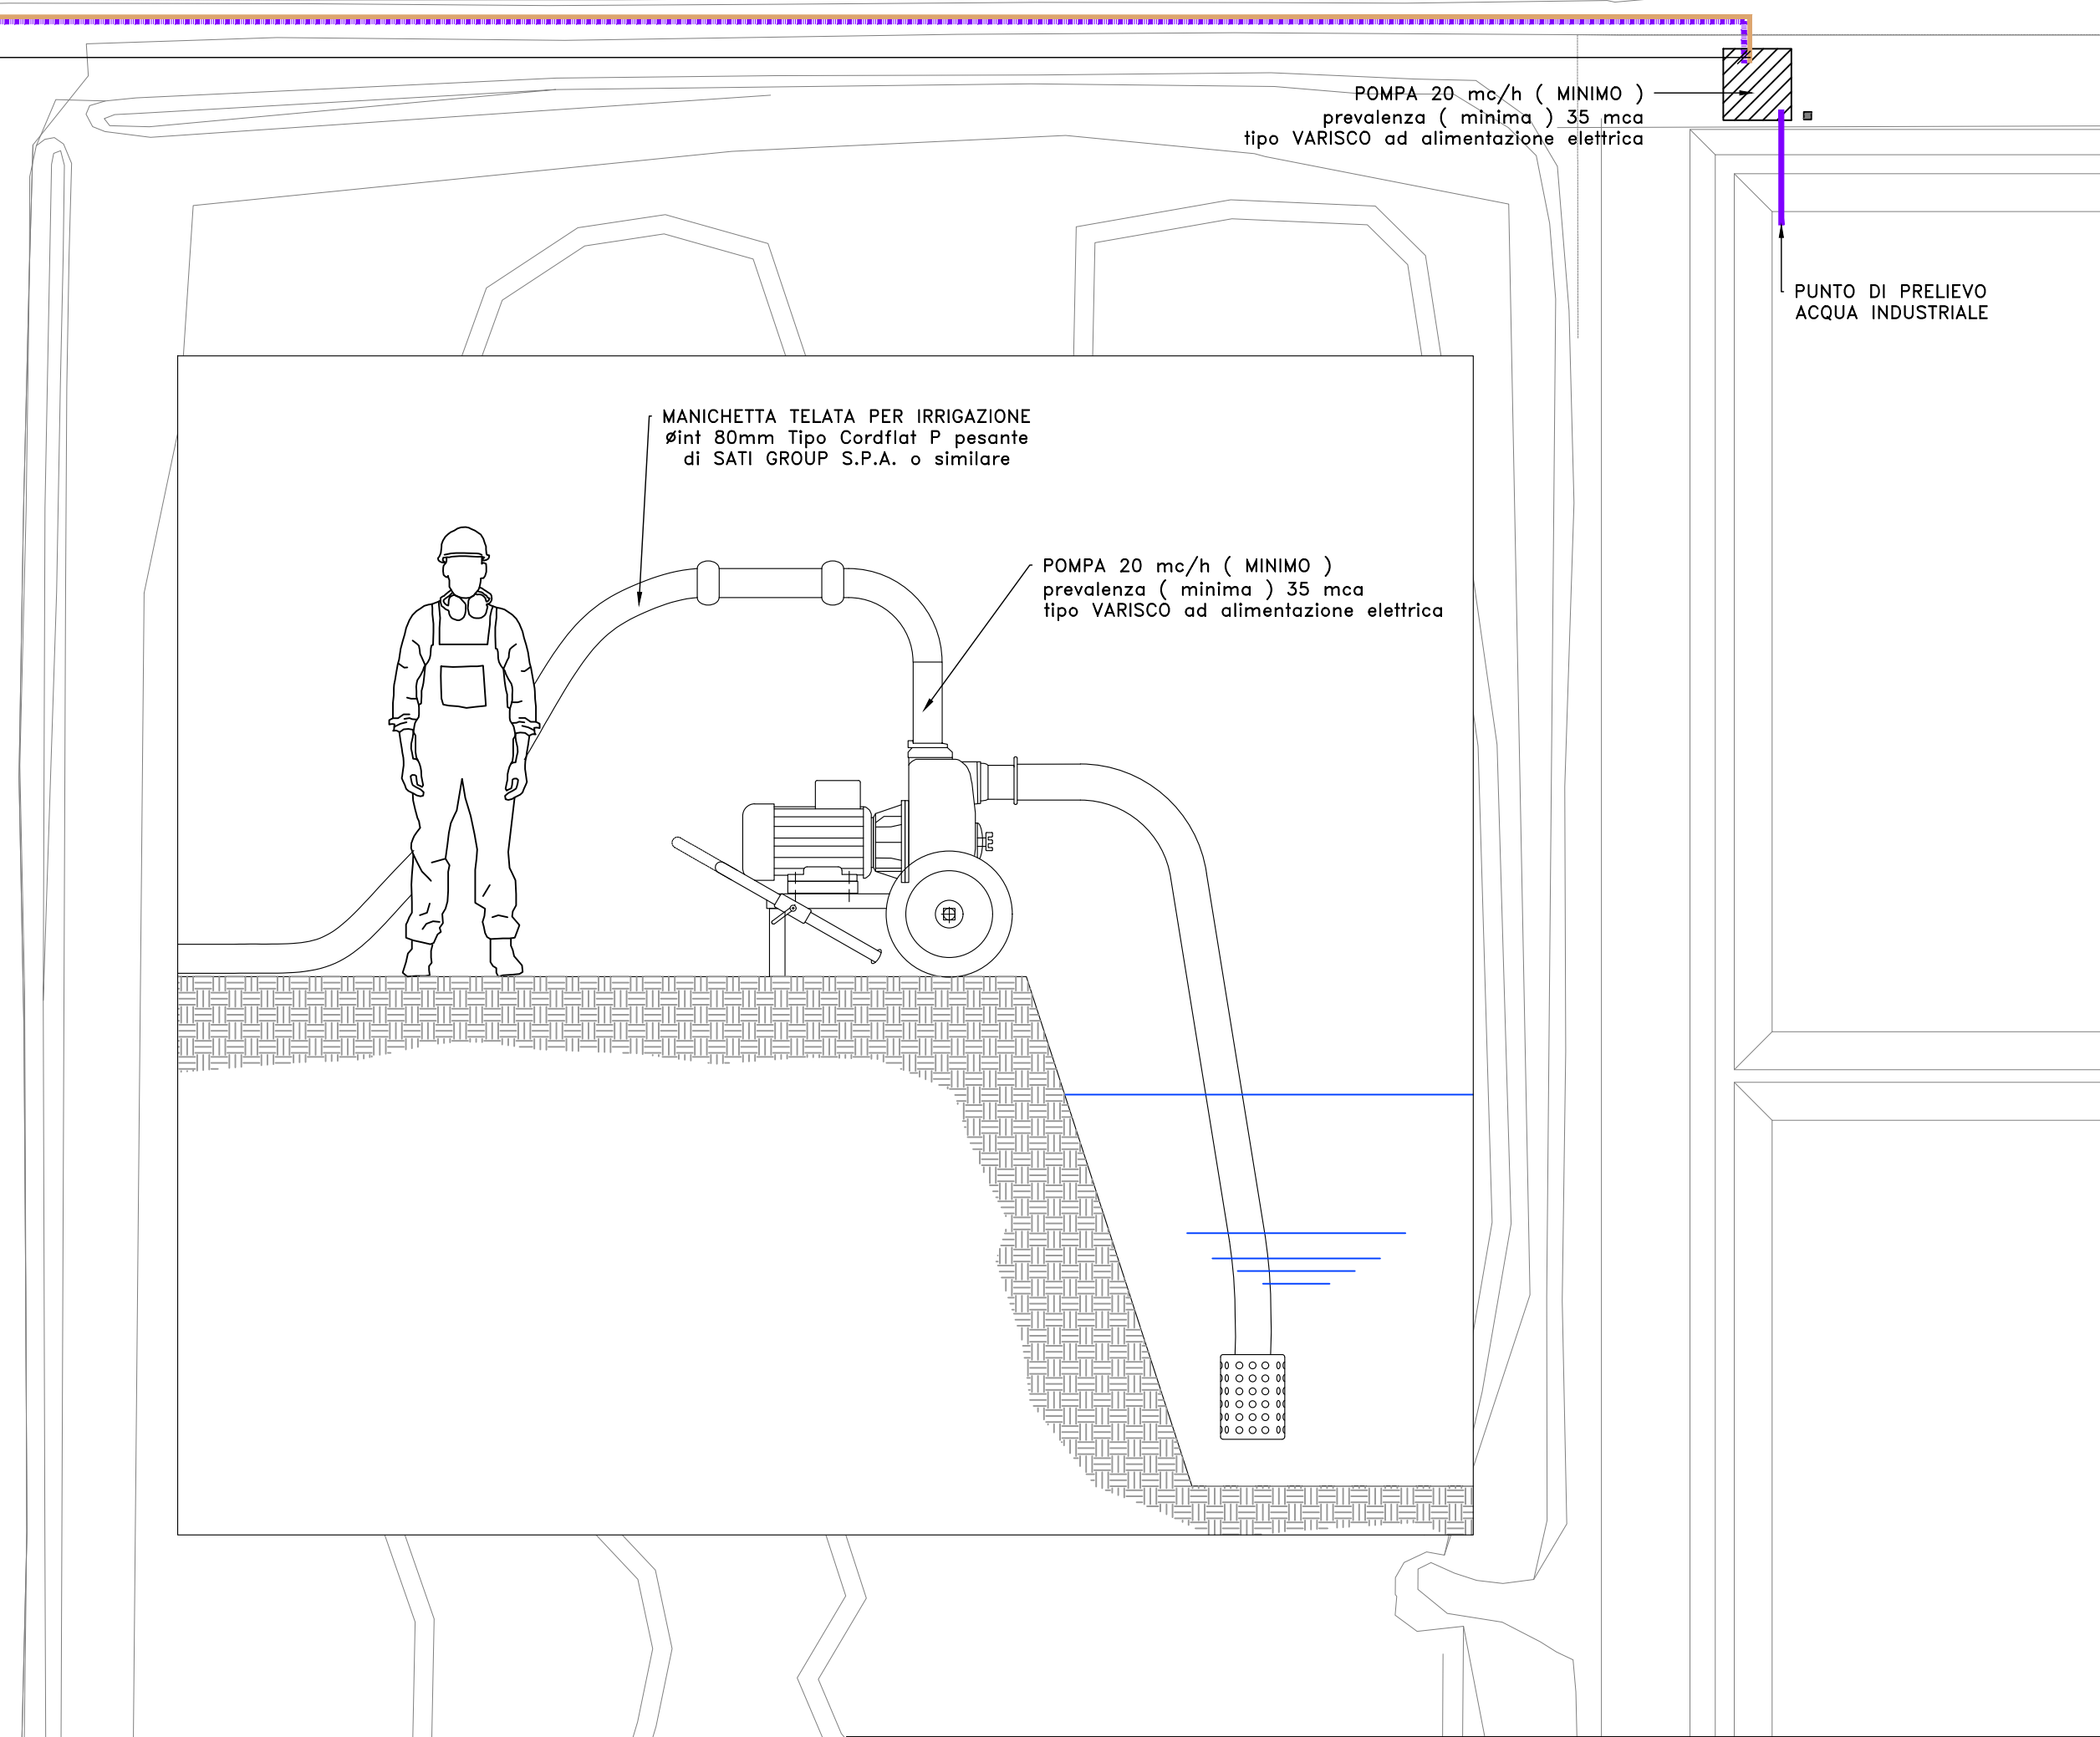 POMPA 20 mc/h ( MINIMO )
prevalenza ( minima ) 35 mca
tipo VARISCO ad alimentazione elettrica
PUNTO DI PRELIEVO
ACQUA INDUSTRIALE
MANICHETTA TELATA PER IRRIGAZIONE
Øint 80mm Tipo Cordflat P pesante
di SATI GROUP S.P.A. o similare
POMPA 20 mc/h ( MINIMO )
prevalenza ( minima ) 35 mca
tipo VARISCO ad alimentazione elettrica